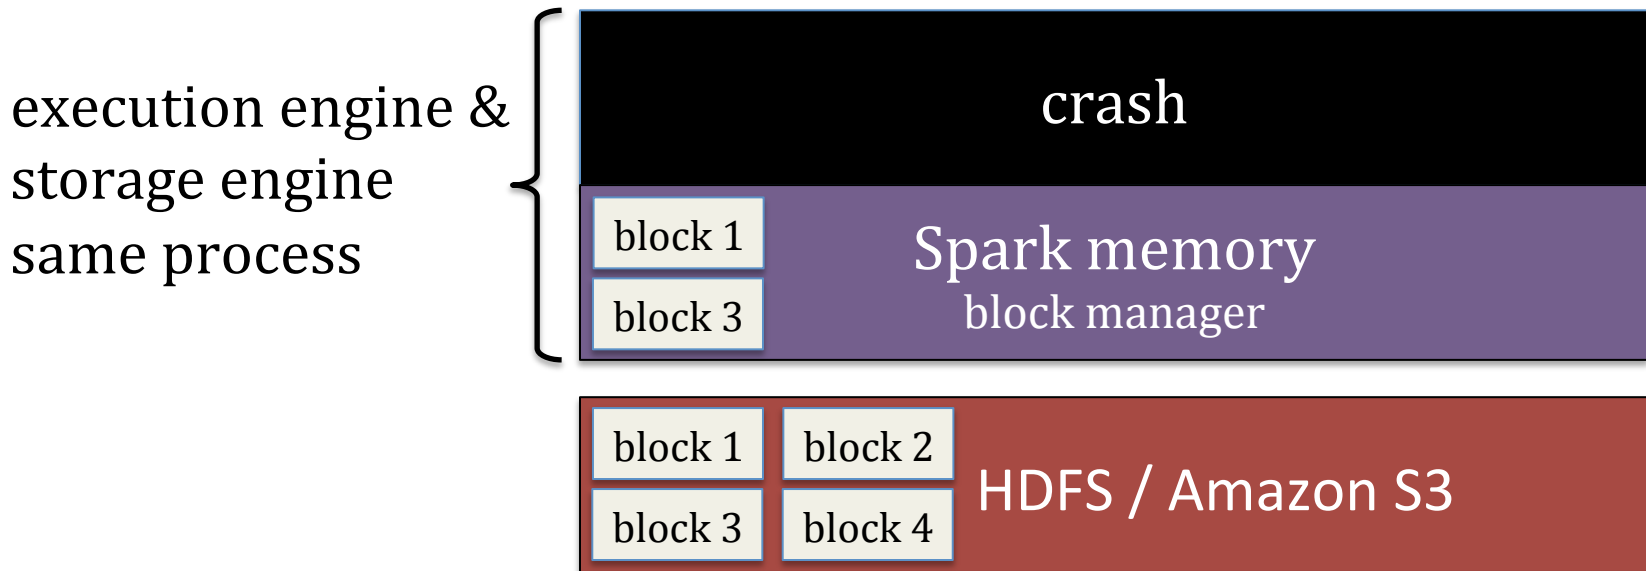 execution engine &
storage engine
same process
crash
block 1
block 3
Spark memory
block manager
block 1
block 2
block 3
block 4
HDFS / Amazon S3